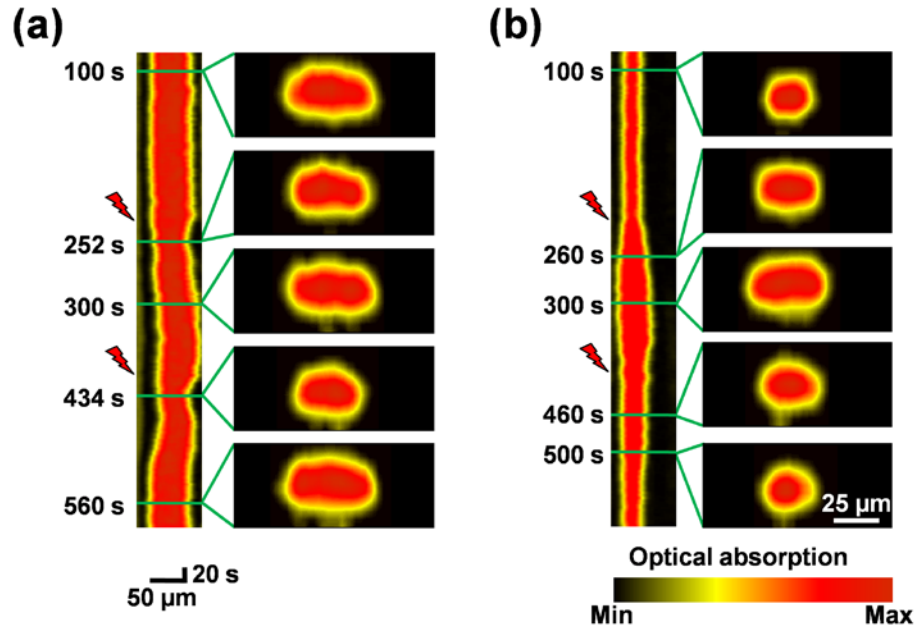 (a)
100 s
252 s
300 s
434 s
560 s
20 s
50 µm
(b)
100 s
260 s
300 s
460 s
500 s
25 µm
Optical absorption
Min Max